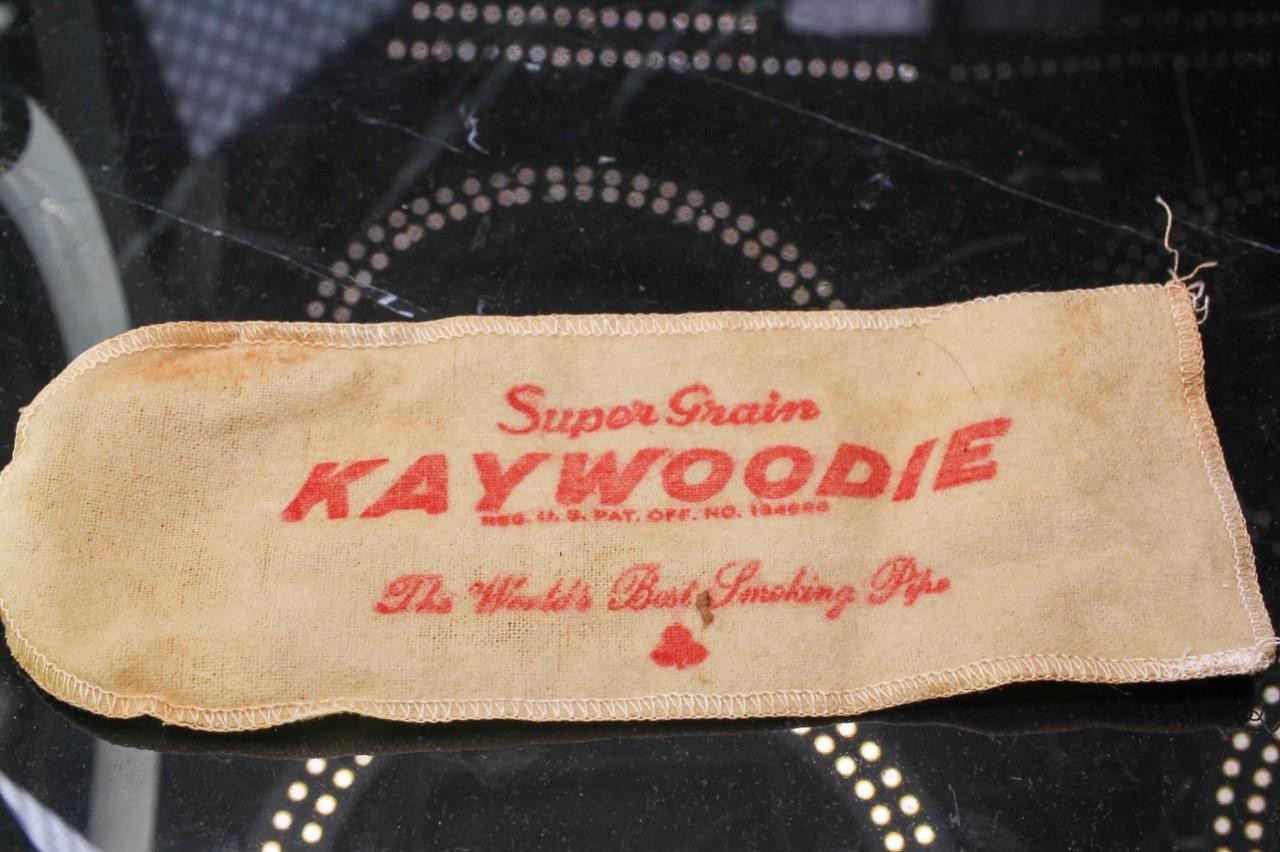 Super Grain
KAYWOODIE
REG. U.S. PAT. OFF. NO.
The World's Best Smoking Pipe